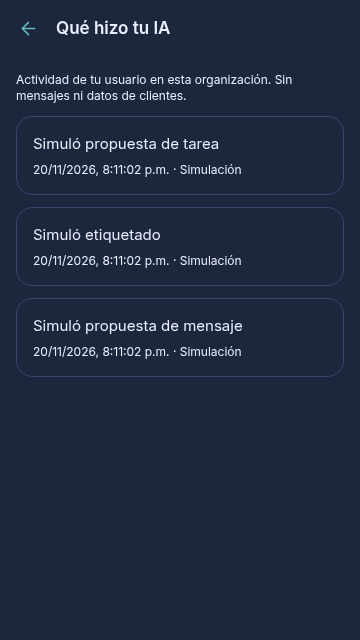 Qué hizo tu IA
Actividad de tu usuario en esta organización. Sin
mensajes ni datos de clientes.
Simuló propuesta de tarea
20/11/2026, 8:11:02 p.m. · Simulación
Simuló etiquetado
20/11/2026, 8:11:02 p.m. · Simulación
Simuló propuesta de mensaje
20/11/2026, 8:11:02 p.m. · Simulación